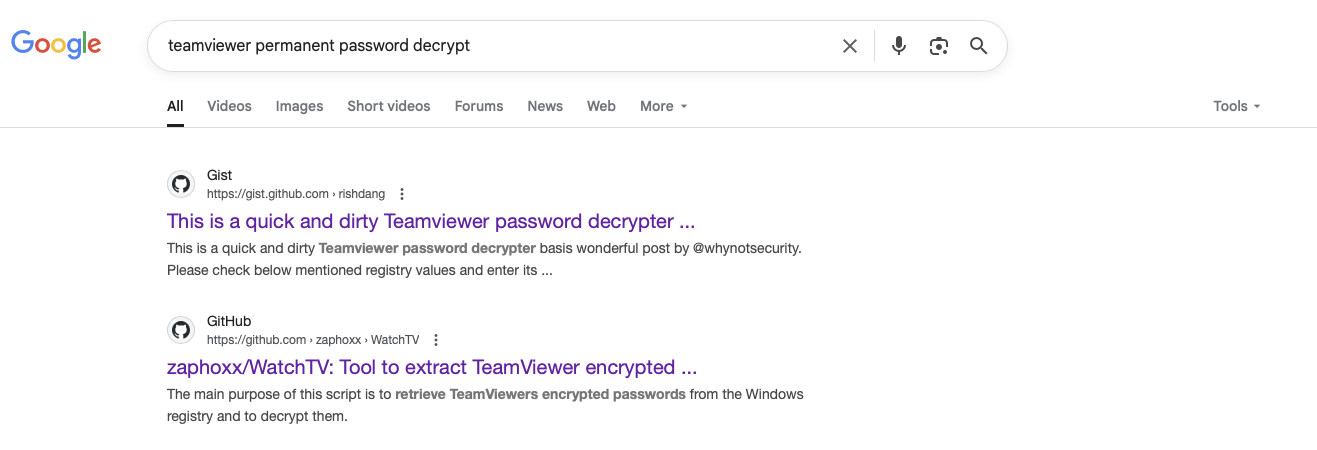 Google
teamviewer permanent password decrypt
All Videos Images Short videos Forums News Web More Tools
Gist
https://gist.github.com › rishdang
This is a quick and dirty Teamviewer password decrypter ...
This is a quick and dirty Teamviewer password decrypter basis wonderful post by @whynotsecurity.
Please check below mentioned registry values and enter its ...
GitHub
https://github.com › zaphoxx › WatchTV
zaphoxx/WatchTV: Tool to extract TeamViewer encrypted ...
The main purpose of this script is to retrieve TeamViewers encrypted passwords from the Windows
registry and to decrypt them.